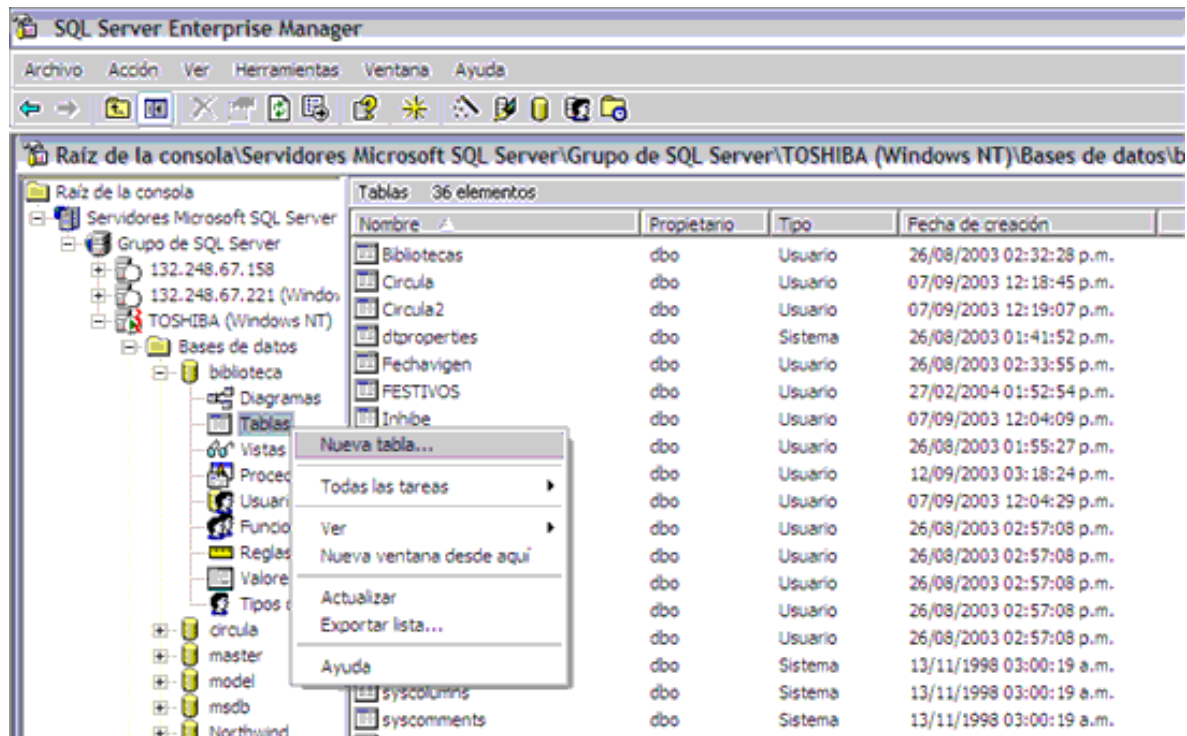 SQL Server Enterprise Manager
Archivo Acción Ver Herramientas Ventana Ayuda
Raíz de la consola\Servidores Microsoft SQL Server\Grupo de SQL Server\TOSHIBA (Windows NT)\Bases de datos\b
Raíz de la consola
Servidores Microsoft SQL Server
Grupo de SQL Server
132.248.67.158
132.248.67.221 (Windov
TOSHIBA (Windows NT)
Bases de datos
biblioteca
Diagramas
Tablas
Vistas
Proced
Usuari
Funcio
Reglas
Valore
Tipos d
circula
master
model
msdb
Northwind
Tablas 36 elementos
Nombre Propietario Tipo Fecha de creación
Bibliotecas dbo Usuario 26/08/2003 02:32:28 p.m.
Circula dbo Usuario 07/09/2003 12:18:45 p.m.
Circula2 dbo Usuario 07/09/2003 12:19:07 p.m.
dtproperties dbo Sistema 26/08/2003 01:41:52 p.m.
Fechavigen dbo Usuario 26/08/2003 02:33:55 p.m.
FESTIVOS dbo Usuario 27/02/2004 01:52:54 p.m.
Inhibe dbo Usuario 07/09/2003 12:04:09 p.m.
dbo Usuario 26/08/2003 01:55:27 p.m.
dbo Usuario 12/09/2003 03:18:24 p.m.
dbo Usuario 07/09/2003 12:04:29 p.m.
dbo Usuario 26/08/2003 02:57:08 p.m.
dbo Usuario 26/08/2003 02:57:08 p.m.
dbo Usuario 26/08/2003 02:57:08 p.m.
dbo Usuario 26/08/2003 02:57:08 p.m.
dbo Usuario 26/08/2003 02:57:08 p.m.
dbo Sistema 13/11/1998 03:00:19 a.m.
syscolumns dbo Sistema 13/11/1998 03:00:19 a.m.
syscomments dbo Sistema 13/11/1998 03:00:19 a.m.
Nueva tabla...
Todas las tareas
Ver
Nueva ventana desde aquí
Actualizar
Exportar lista...
Ayuda